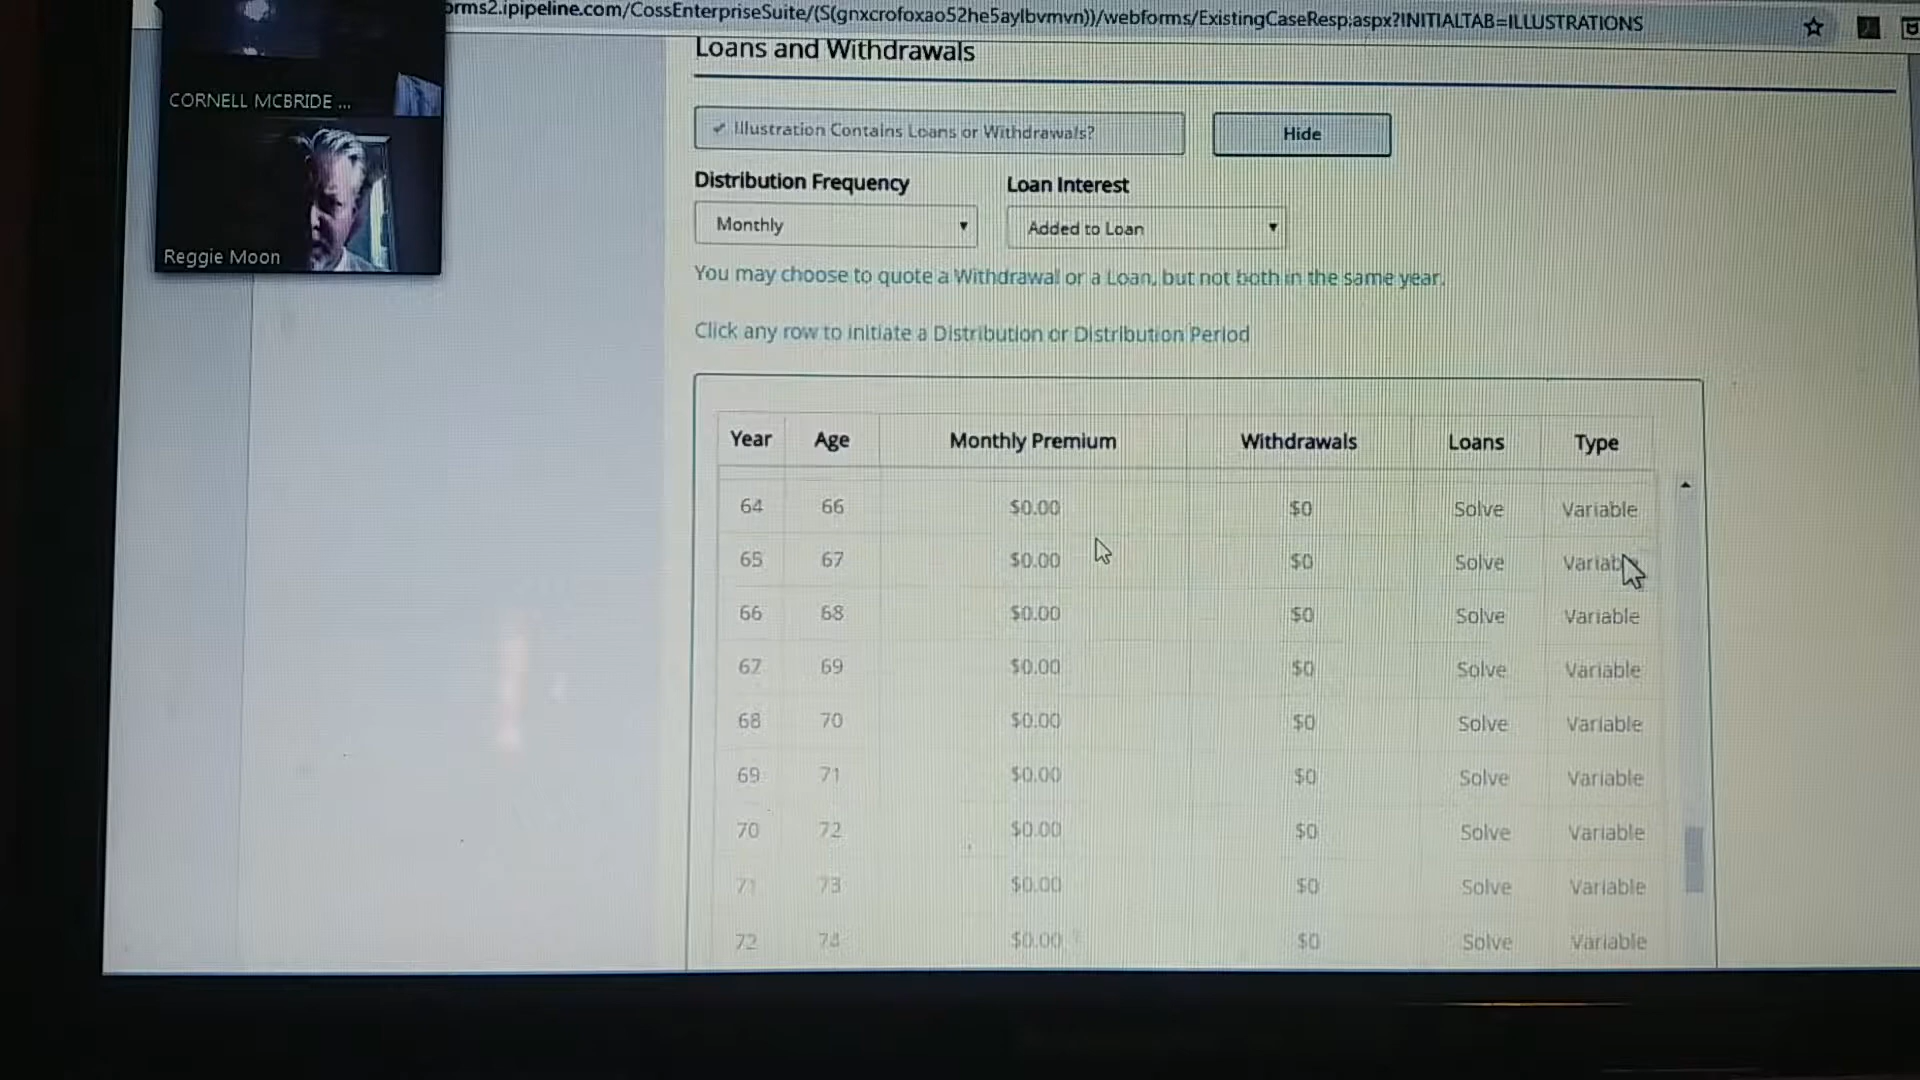 orms2.ipipeline.com/CossEnterpriseSuite/(S(gnxcrofoxao52he5aylbvmvn))/webforms/ExistingCaseResp.aspx?INITIALTAB=ILLUSTRATIONS
CORNELL MCBRIDE ...
Reggie Moon
Loans and Withdrawals
✓ Illustration Contains Loans or Withdrawals? Hide
Distribution Frequency Loan Interest
Monthly Added to Loan
You may choose to quote a Withdrawal or a Loan, but not both in the same year.
Click any row to initiate a Distribution or Distribution Period
Year Age Monthly Premium Withdrawals Loans Type
64 66 $0.00 $0 Solve Variable
65 67 $0.00 $0 Solve Variable
66 68 $0.00 $0 Solve Variable
67 69 $0.00 $0 Solve Variable
68 70 $0.00 $0 Solve Variable
69 71 $0.00 $0 Solve Variable
70 72 $0.00 $0 Solve Variable
71 73 $0.00 $0 Solve Variable
72 74 $0.00 $0 Solve Variable